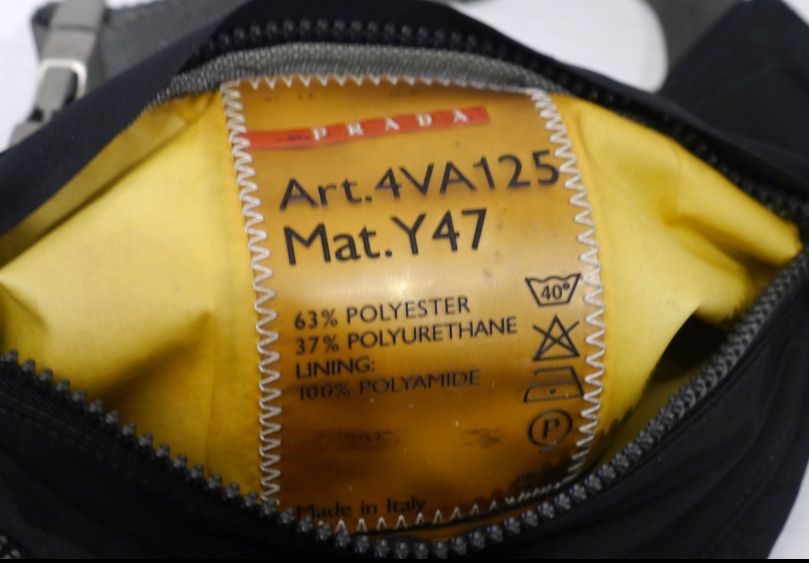 PRADA
Art.4VA125
Mat.Y47
40°
63% POLYESTER
37% POLYURETHANE
LINING:
100% POLYAMIDE
P
Made in Italy